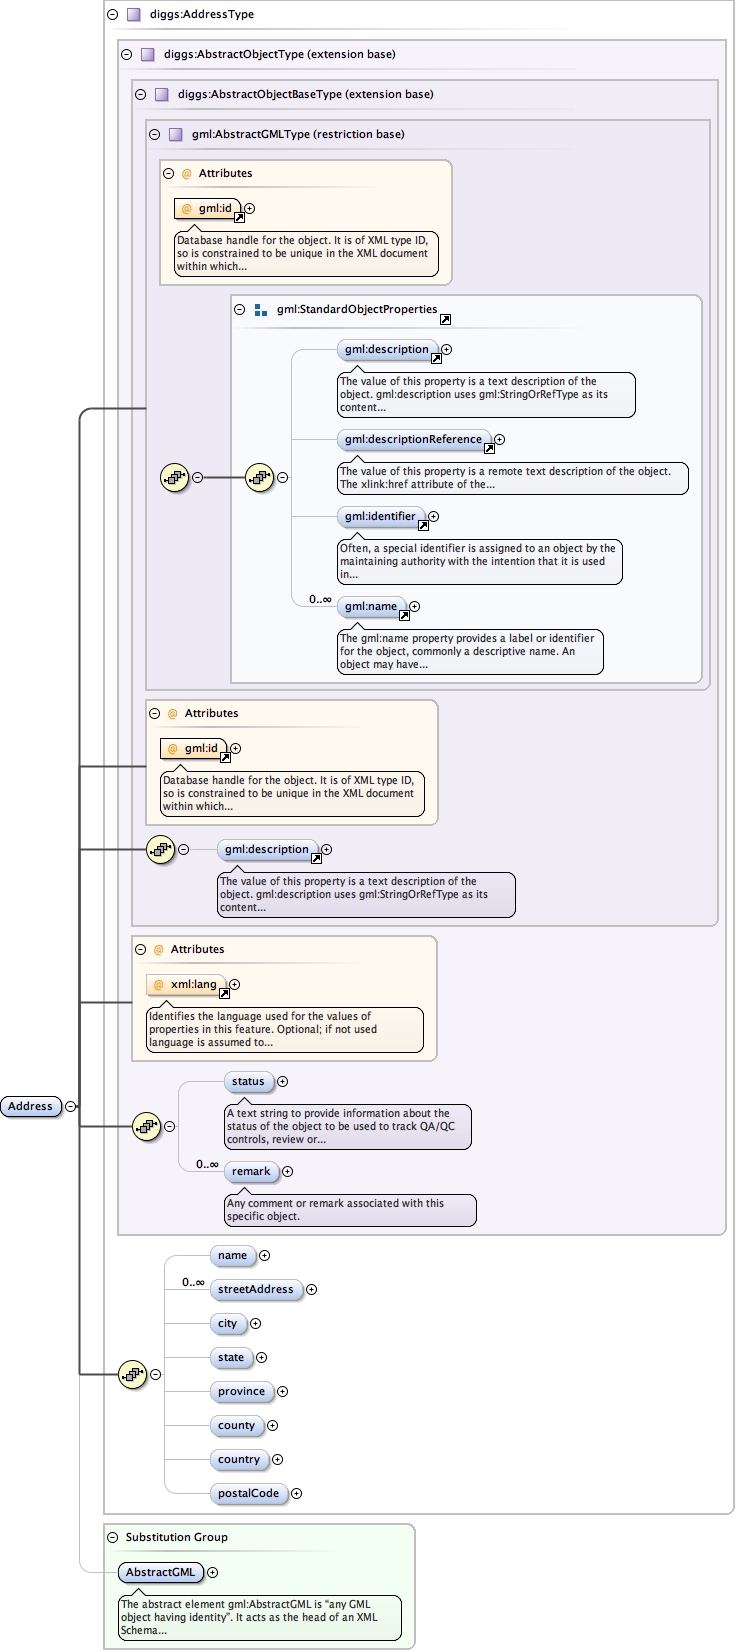 diggs:AddressType
diggs:AbstractObjectType (extension base)
diggs:AbstractObjectBaseType (extension base)
gml:AbstractGMLType (restriction base)
@ Attributes
@ gml:id
Database handle for the object. It is of XML type ID,
so is constrained to be unique in the XML document
within which...
gml:StandardObjectProperties
gml:description
The value of this property is a text description of the
object. gml:description uses gml:StringOrRefType as its
content...
gml:descriptionReference
The value of this property is a remote text description of the object.
The xlink:href attribute of the...
gml:identifier
Often, a special identifier is assigned to an object by the
maintaining authority with the intention that it is used
in...
0..∞
gml:name
The gml:name property provides a label or identifier
for the object, commonly a descriptive name. An
object may have...
@ Attributes
@ gml:id
Database handle for the object. It is of XML type ID,
so is constrained to be unique in the XML document
within which...
gml:description
The value of this property is a text description of the
object. gml:description uses gml:StringOrRefType as its
content...
@ Attributes
@ xml:lang
Identifies the language used for the values of
properties in this feature. Optional; if not used
language is assumed to...
Address
status
A text string to provide information about the
status of the object to be used to track QA/QC
controls, review or...
0..∞
remark
Any comment or remark associated with this
specific object.
name
0..∞
streetAddress
city
state
province
county
country
postalCode
Substitution Group
AbstractGML
The abstract element gml:AbstractGML is “any GML
object having identity”. It acts as the head of an XML
Schema...